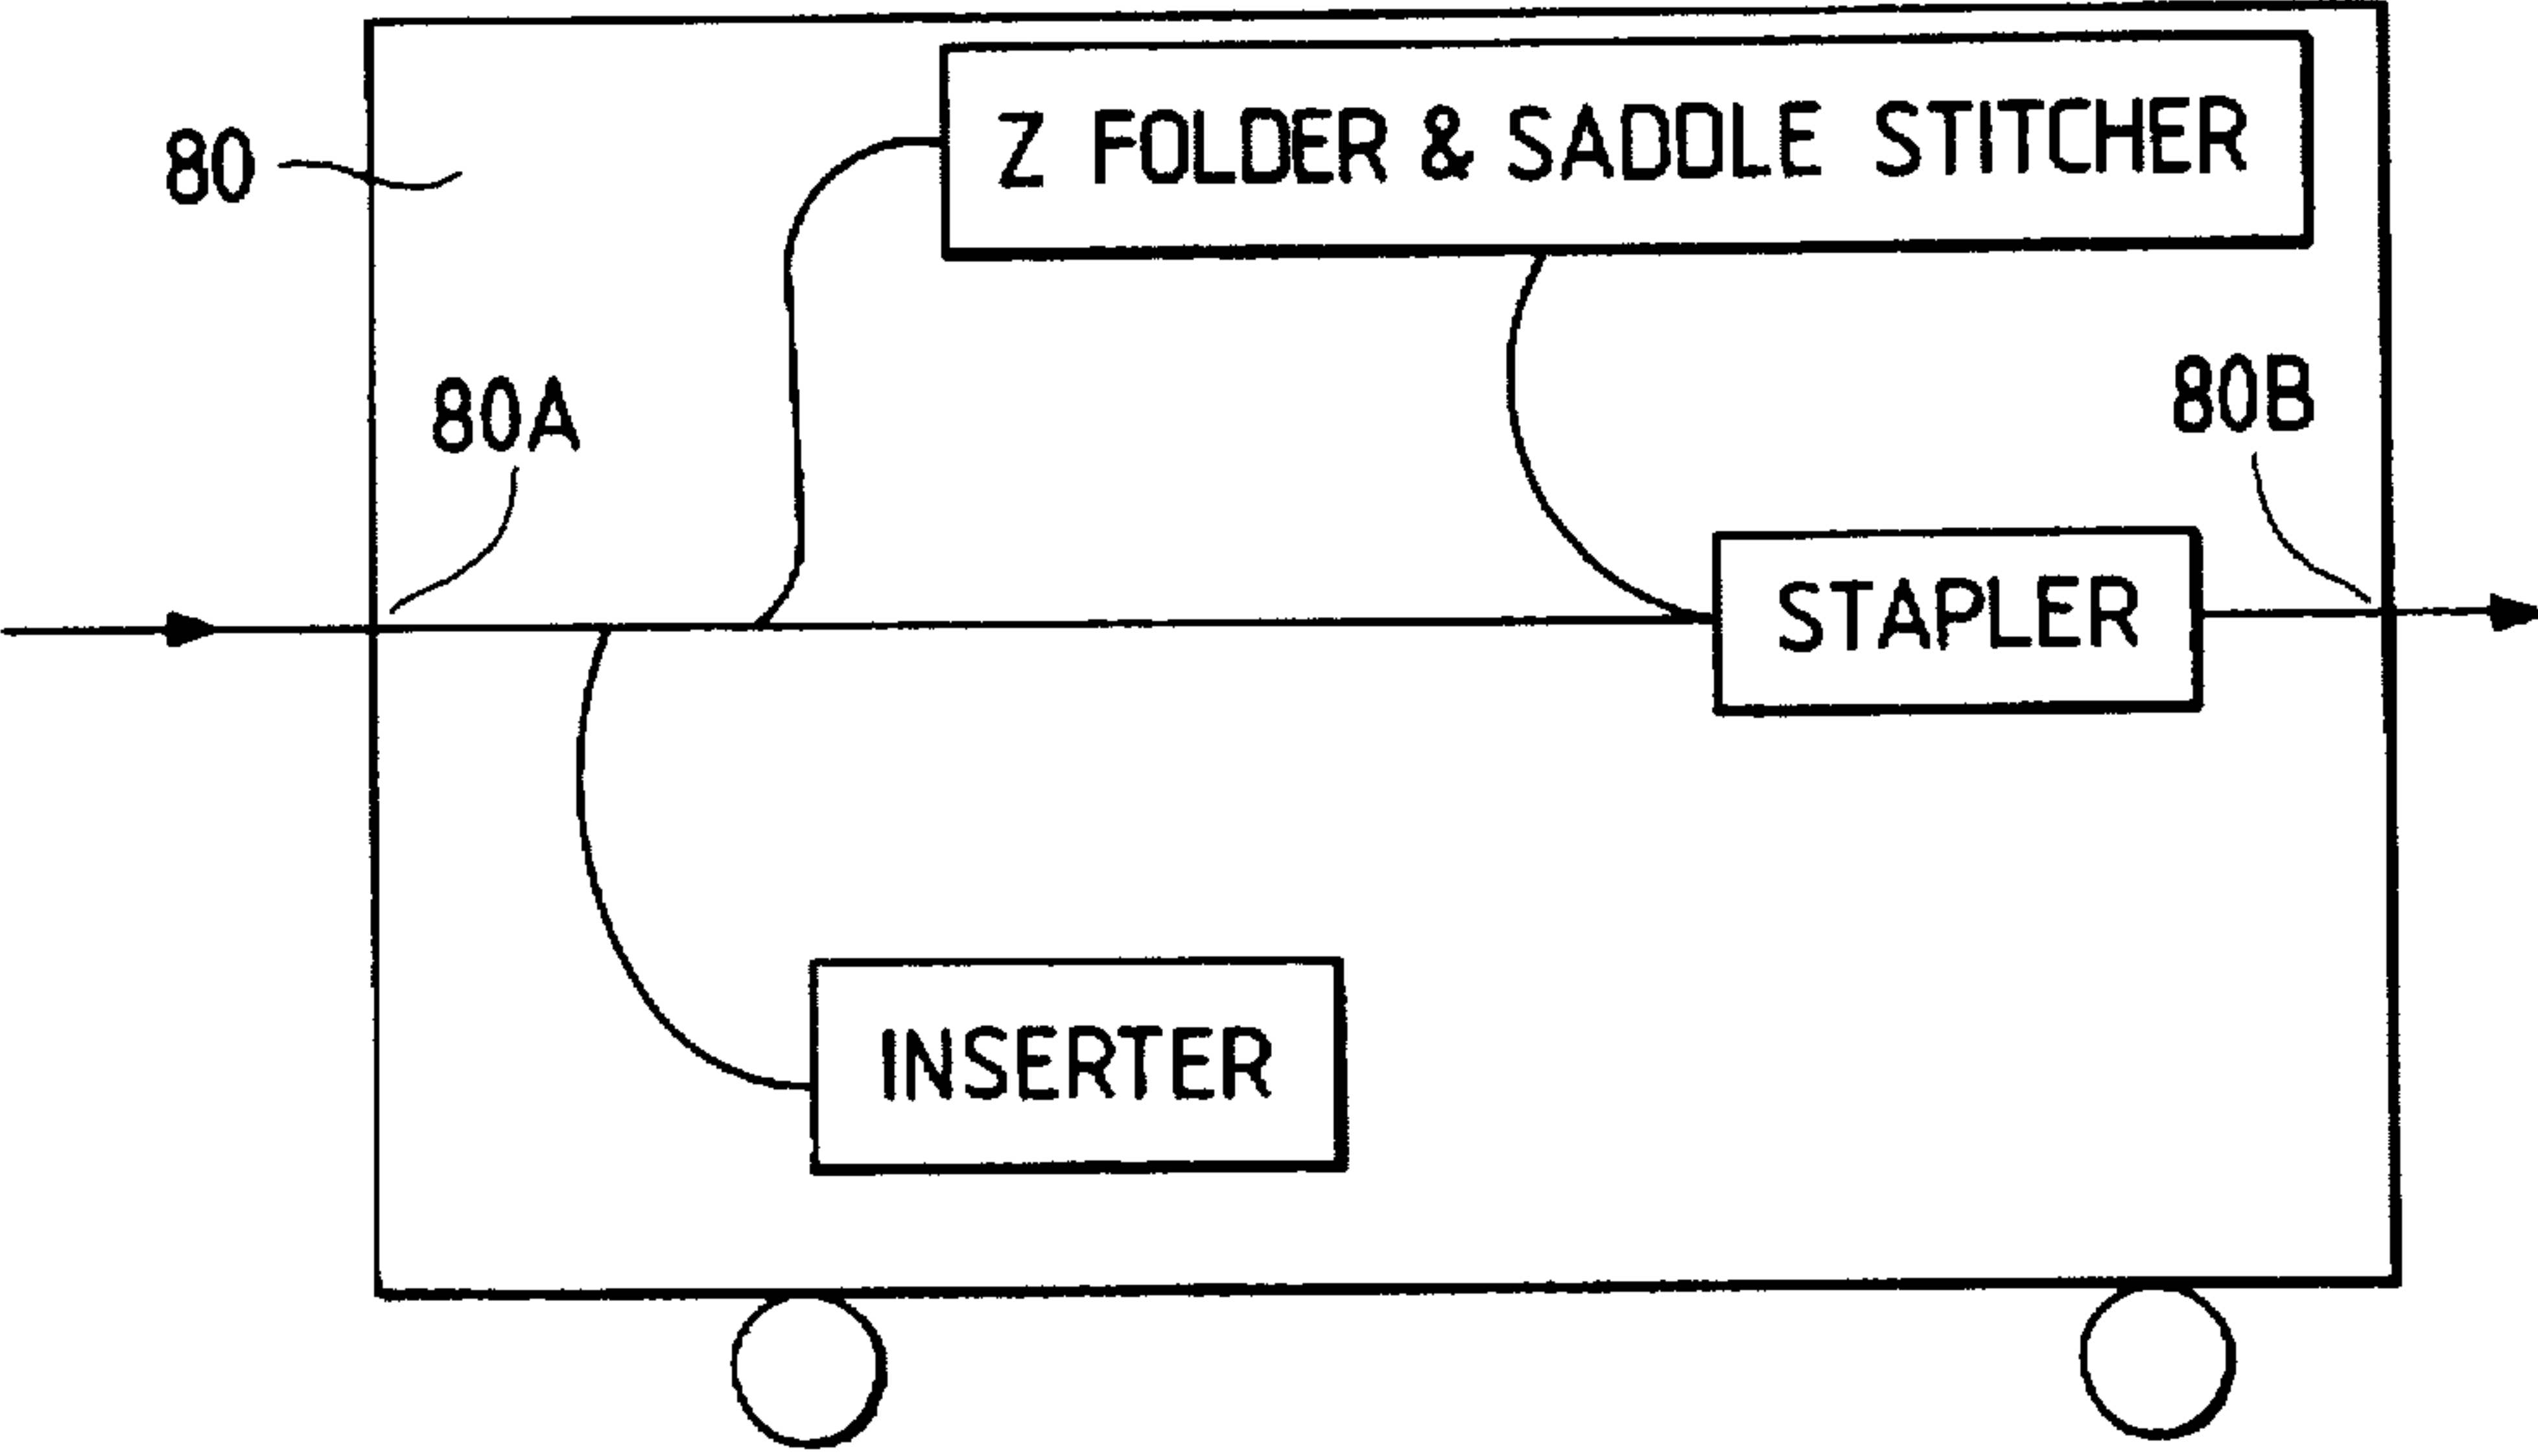 Z FOLDER & SADDLE STITCHER
80
80A
80B
STAPLER
INSERTER